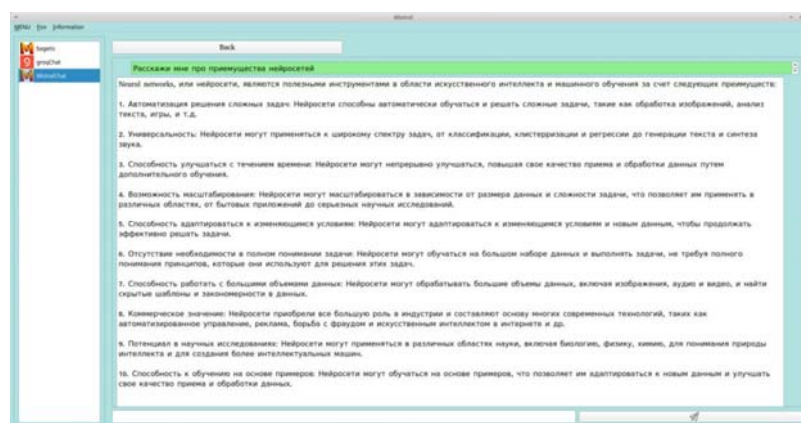 Mistral
MENU Fox Information
bogets
groqChat
MistralChat
Back
Расскажи мне про приемущества нейросетей
Neural networks, или нейросети, являются полезными инструментами в области искусственного интеллекта и машинного обучения за счет следующих преимуществ:
1. Автоматизация решения сложных задач: Нейросети способны автоматически обучаться и решать сложные задачи, такие как обработка изображений, анализ
текста, игры, и т.д.
2. Универсальность: Нейросети могут применяться к широкому спектру задач, от классификации, клистерризации и регрессии до генерации текста и синтеза
звука.
3. Способность улучшаться с течением времени: Нейросети могут непрерывно улучшаться, повышая свое качество приема и обработки данных путем
дополнительного обучения.
4. Возможность масштабирования: Нейросети могут масштабироваться в зависимости от размера данных и сложности задачи, что позволяет им применять в
различных областях, от бытовых приложений до серьезных научных исследований.
5. Способность адаптироваться к изменяющимся условиям: Нейросети могут адаптироваться к изменяющимся условиям и новым данным, чтобы продолжать
эффективно решать задачи.
6. Отсутствие необходимости в полном понимании задачи: Нейросети могут обучаться на большом наборе данных и выполнять задачи, не требуя полного
понимания принципов, которые они используют для решения этих задач.
7. Способность работать с большими объемами данных: Нейросети могут обрабатывать большие объемы данных, включая изображения, аудио и видео, и найти
скрытые шаблоны и закономерности в данных.
8. Коммерческое значение: Нейросети приобрели все большую роль в индустрии и составляют основу многих современных технологий, таких как
автоматизированное управление, реклама, борьба с фраудом и искусственным интеллектом в интернете и др.
9. Потенциал в научных исследованиях: Нейросети могут применяться в различных областях науки, включая биологию, физику, химию, для понимания природы
интеллекта и для создания более интеллектуальных машин.
10. Способность к обучению на основе примеров: Нейросети могут обучаться на основе примеров, что позволяет им адаптироваться к новым данным и улучшать
свое качество приема и обработки данных.